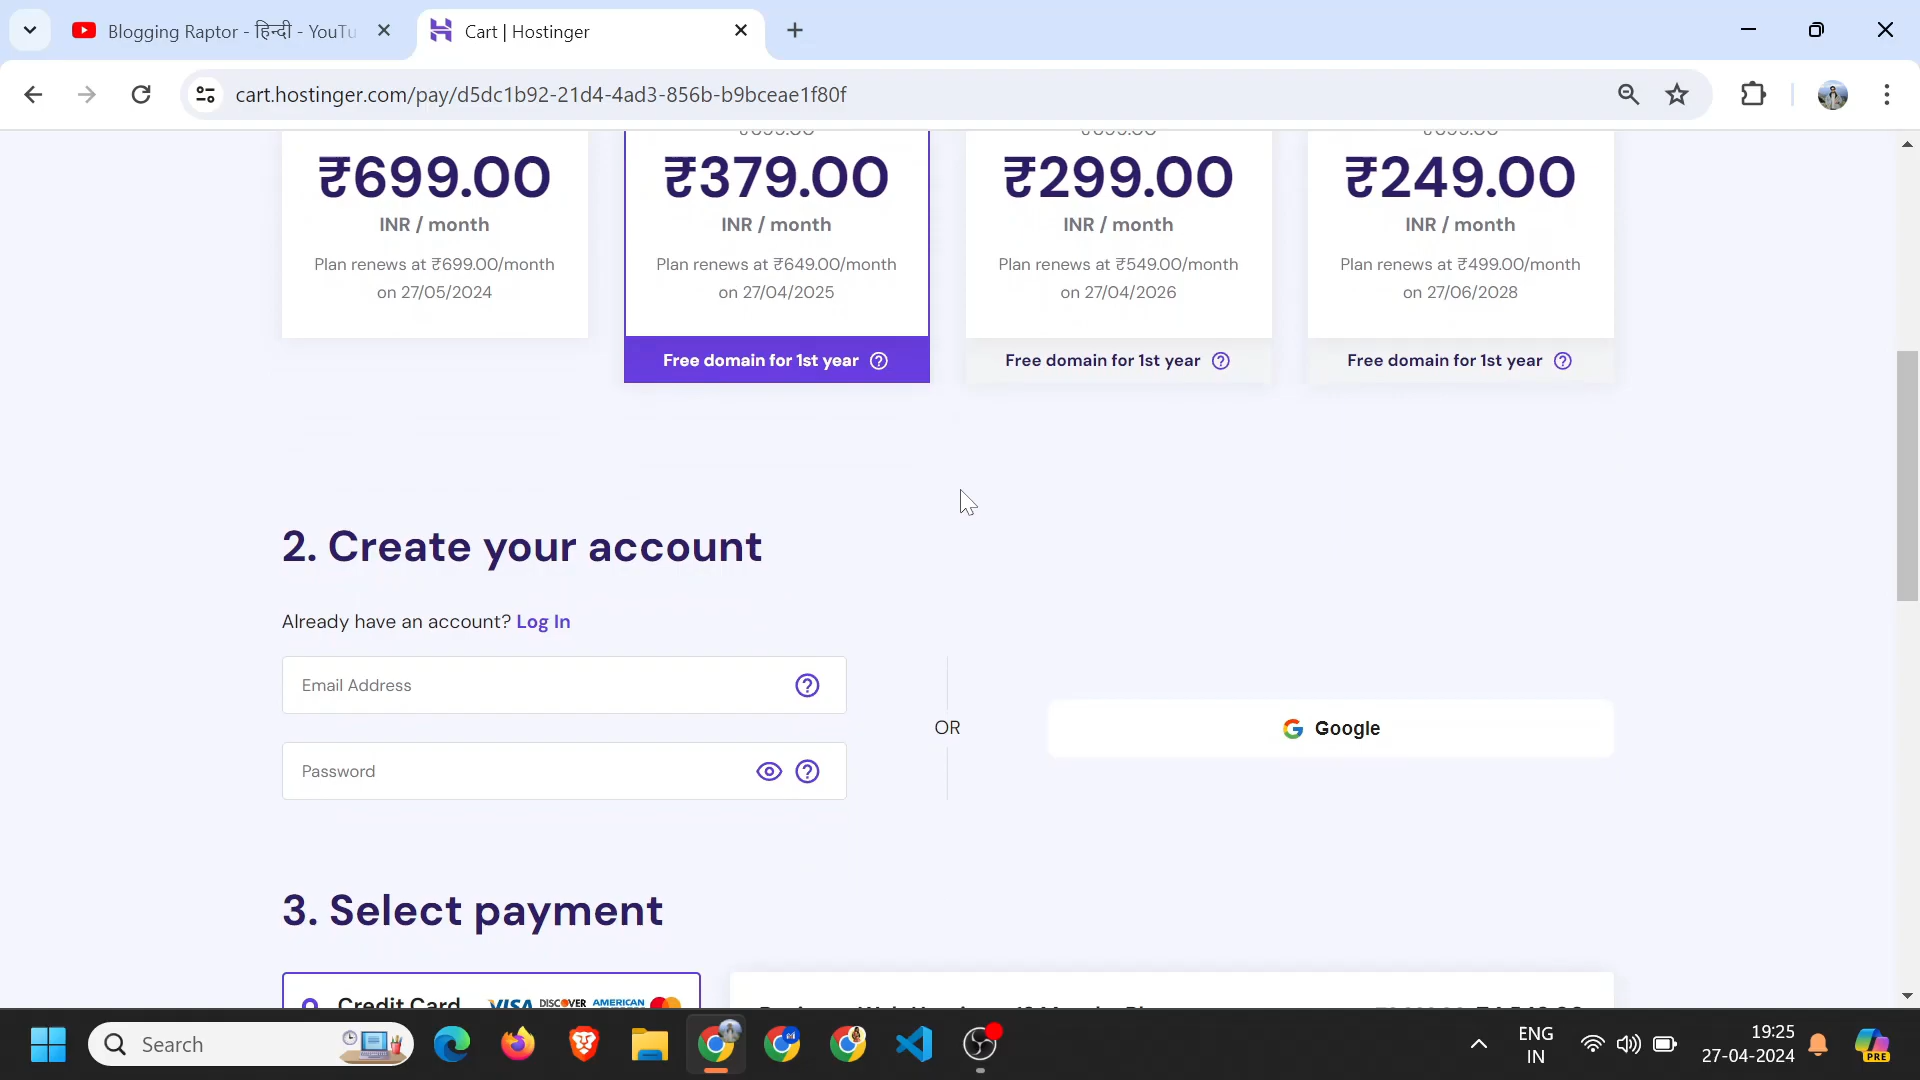 Blogging Raptor - हिन्दी - YouTu
Cart | Hostinger
cart.hostinger.com/pay/d5dc1b92-21d4-4ad3-856b-b9bceae1f80f
₹699.00
INR / month
Plan renews at ₹699.00/month
on 27/05/2024
₹379.00
INR / month
Plan renews at ₹649.00/month
on 27/04/2025
Free domain for 1st year
₹299.00
INR / month
Plan renews at ₹549.00/month
on 27/04/2026
Free domain for 1st year
₹249.00
INR / month
Plan renews at ₹499.00/month
on 27/06/2028
Free domain for 1st year
2. Create your account
Already have an account? Log In
Email Address
Password
OR
Google
3. Select payment
Credit Card
VISA DISCOVER AMERICAN
Search
ENG
IN
19:25
27-04-2024
PRE